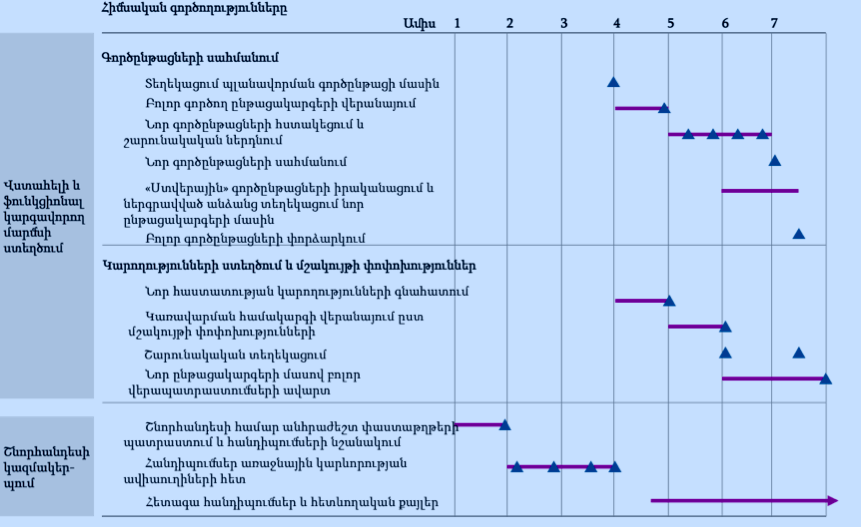 Հիմնական գործողությունները
Ամիս 1 2 3 4 5 6 7
Գործընթացների սահմանում
Տեղեկացում պլանավորման գործընթացի մասին
Բոլոր գործող ընթացակարգերի վերանայում
Նոր գործընթացների հստակեցում և
շարունակական ներդնում
Նոր գործընթացների սահմանում
«Ստվերային» գործընթացների իրականացում և
ներգրավված անձանց տեղեկացում նոր
ընթացակարգերի մասին
Բոլոր գործընթացների փորձարկում
Վստահելի և
ֆունկցիոնալ
կարգավորող
մարմնի
ստեղծում
Կարողությունների ստեղծում և մշակույթի փոփոխություններ
Նոր հաստատության կարողությունների գնահատում
Կառավարման համակարգի վերանայում ըստ
մշակույթի փոփոխությունների
Շարունակական տեղեկացում
Նոր ընթացակարգերի մասով բոլոր
վերապատրաստումների ավարտ
Շնորհանդեսի
կազմակեր-
պում
Շնորհանդեսի համար անհրաժեշտ փաստաթղթերի
պատրաստում և հանդիպումների նշանակում
Հանդիպումներ առաջնային կարևորության
ավիաուղիների հետ
Հետագա հանդիպումներ և հետևողական քայլեր